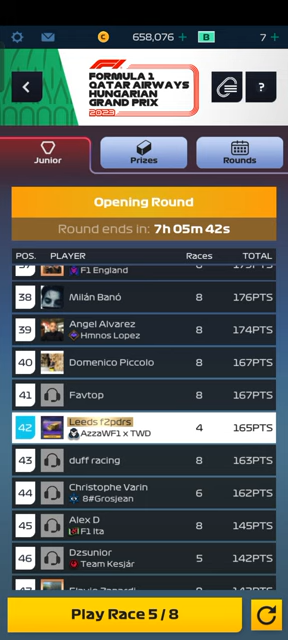 C 658,076 +
B 7 +
F1
FORMULA 1
QATAR AIRWAYS
HUNGARIAN
GRAND PRIX
2023
?
Junior
Prizes
Rounds
Opening Round
Round ends in: 7h 05m 42s
POS. PLAYER Races TOTAL
F1 England
38 Milán Banó 8 176PTS
39 Angel Alvarez 8 174PTS
Hmnos Lopez
40 Domenico Piccolo 8 167PTS
41 Favtop 8 167PTS
42 Leeds f2pdrs 4 165PTS
AzzaWF1 x TWD
43 duff racing 8 163PTS
44 Christophe Varin 6 162PTS
8#Grosjean
45 Alex D 8 145PTS
F1 Ita
46 Dzsunior 5 142PTS
Team Kesjár
Play Race 5 / 8